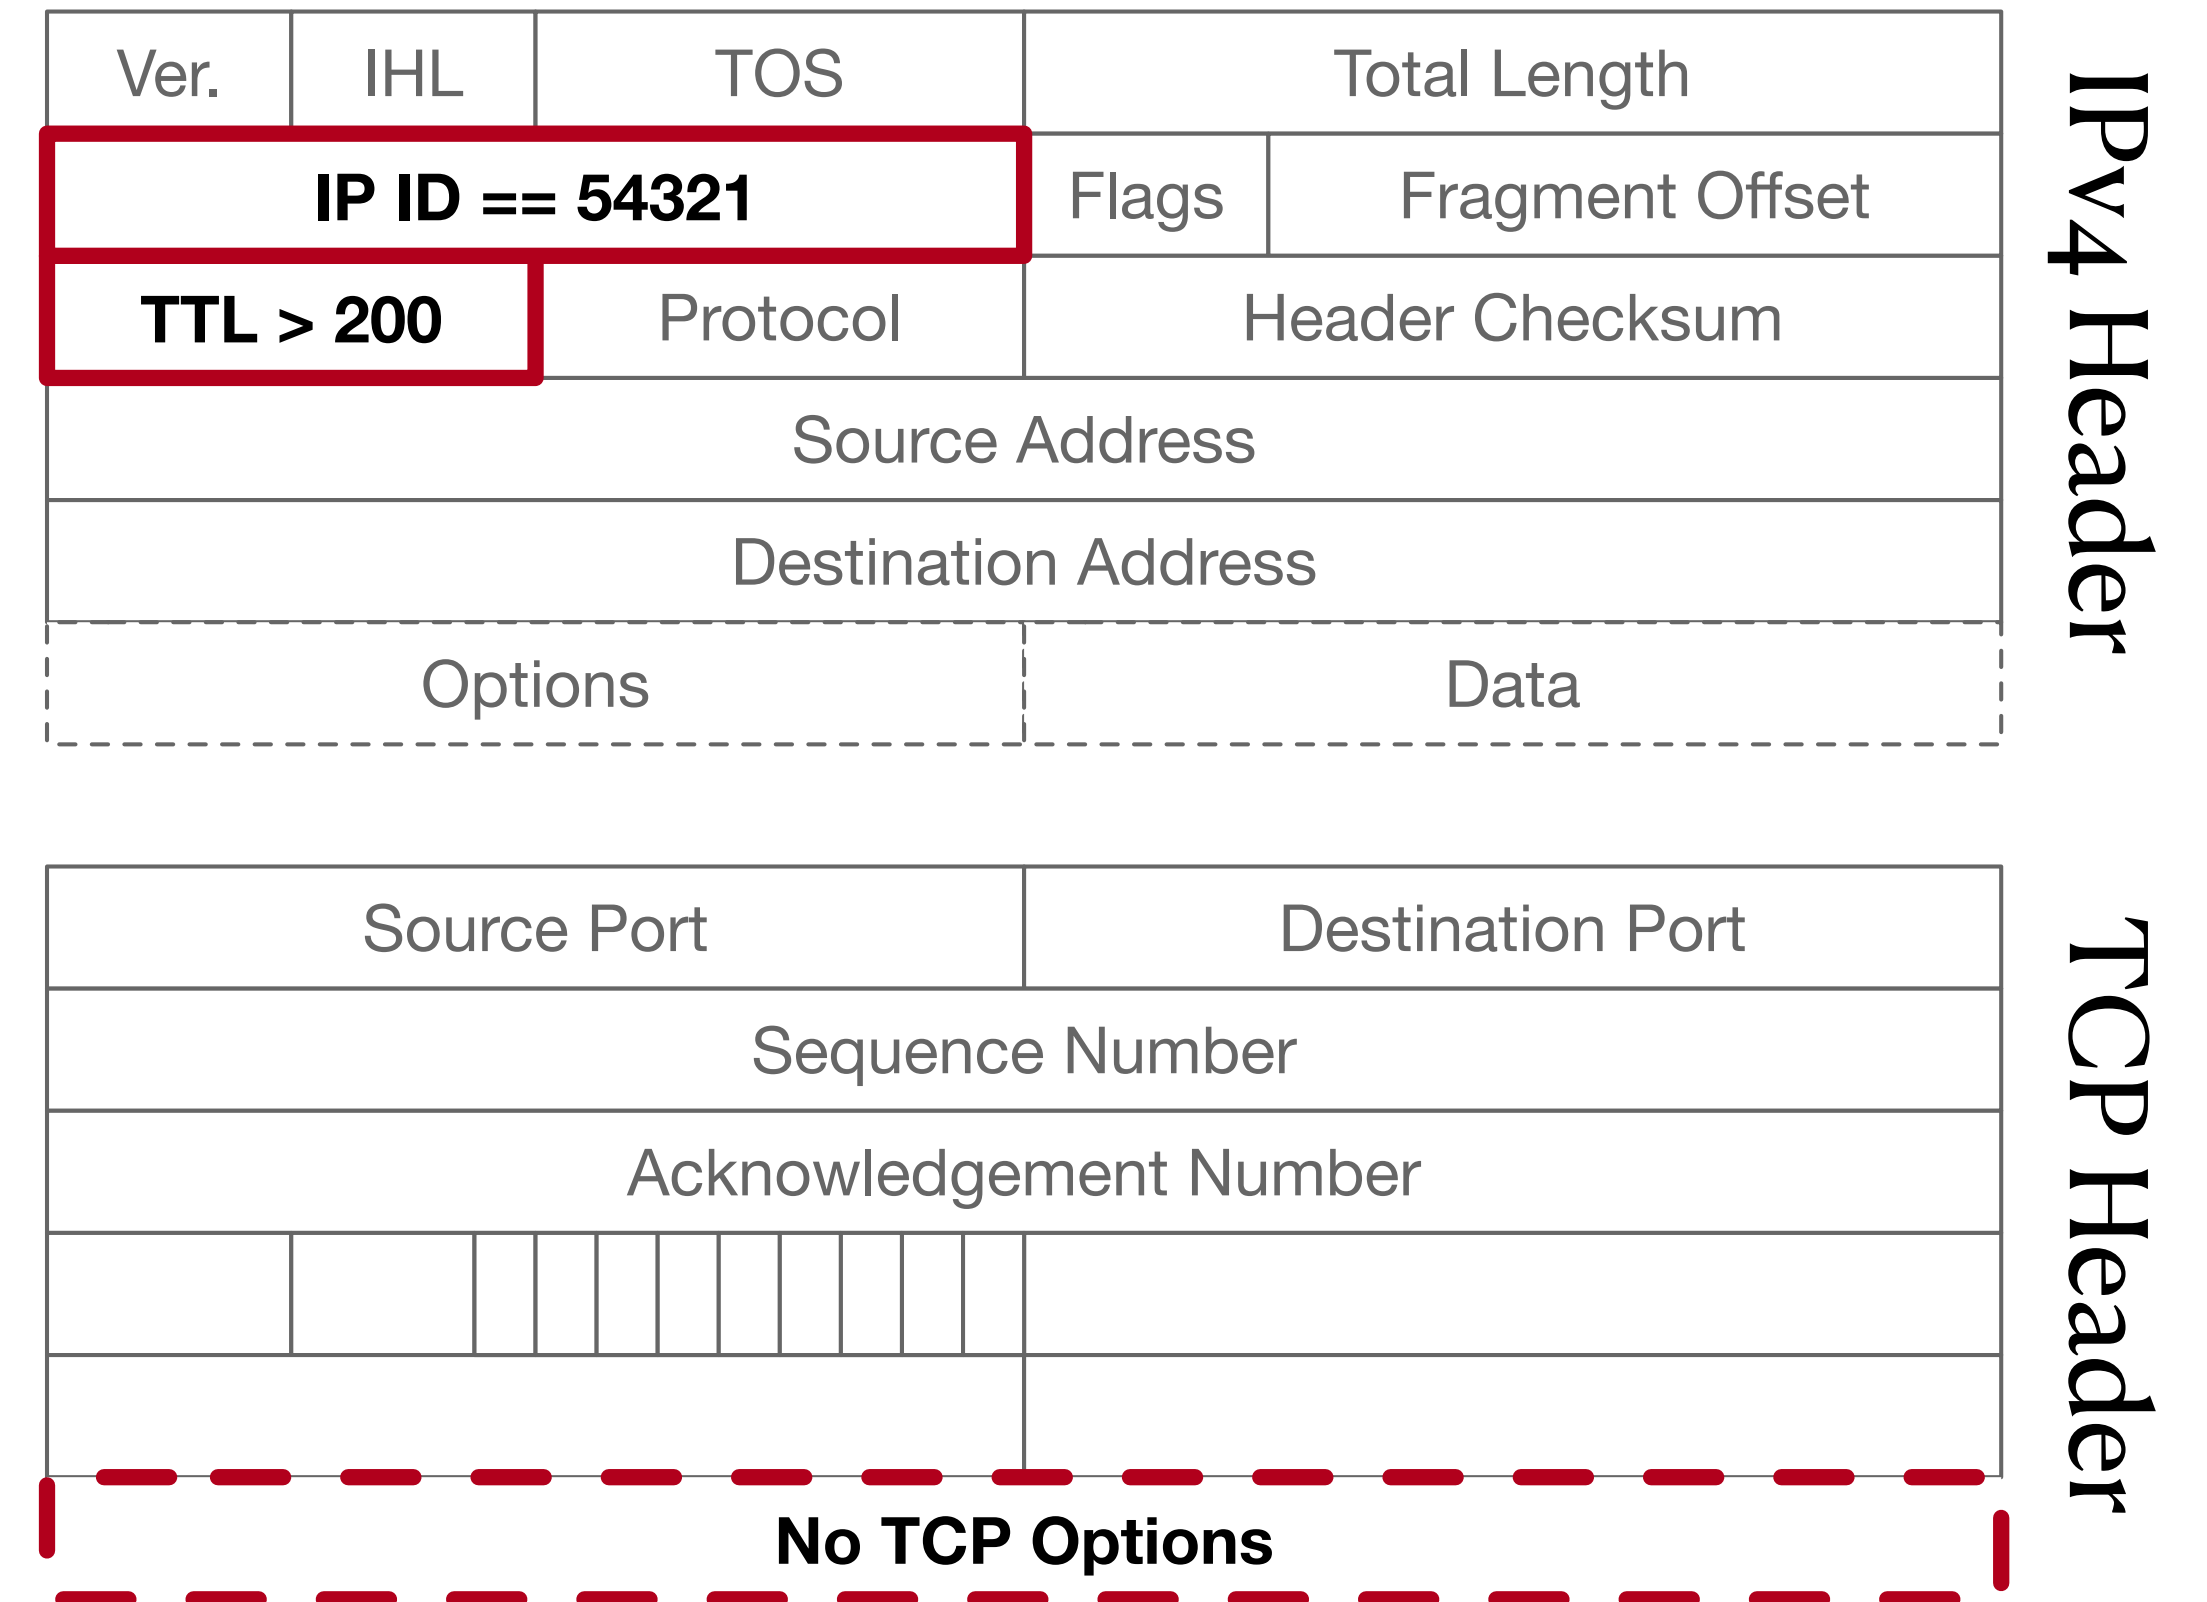 Ver. IHL TOS Total Length
IP ID == 54321 Flags Fragment Offset
TTL > 200 Protocol Header Checksum
Source Address
Destination Address
Options Data
IPv4 Header
Source Port Destination Port
Sequence Number
Acknowledgement Number
No TCP Options
TCP Header